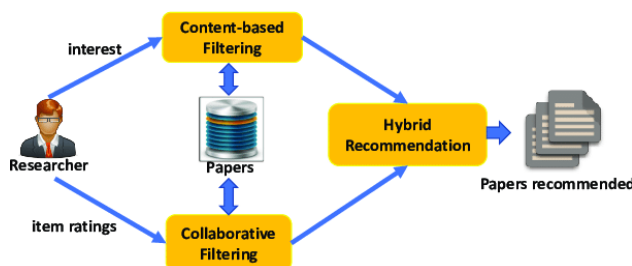 Content-based
Filtering
interest
Researcher
Papers
Hybrid
Recommendation
Papers recommended
item ratings
Collaborative
Filtering